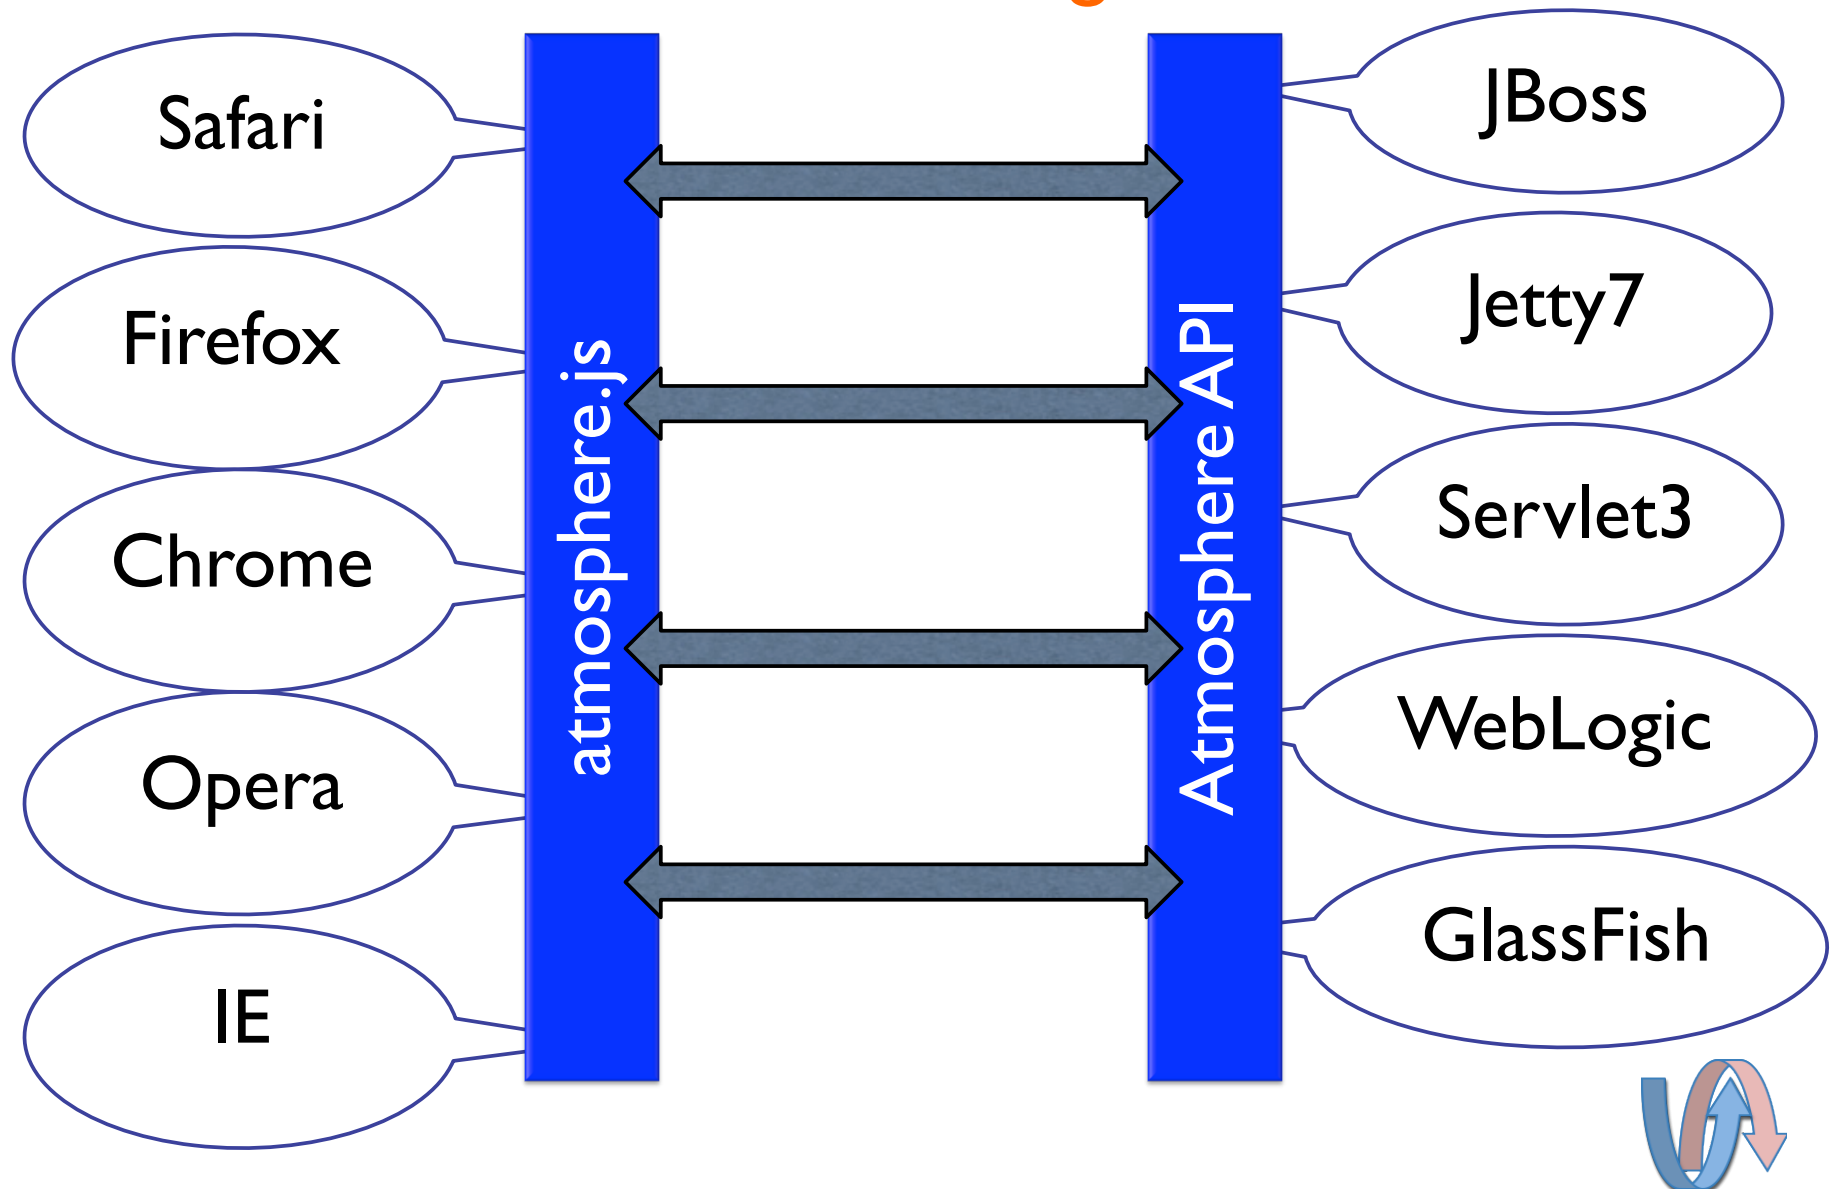 Safari
Firefox
Chrome
Opera
IE
atmosphere.js
Atmosphere API
JBoss
Jetty7
Servlet3
WebLogic
GlassFish